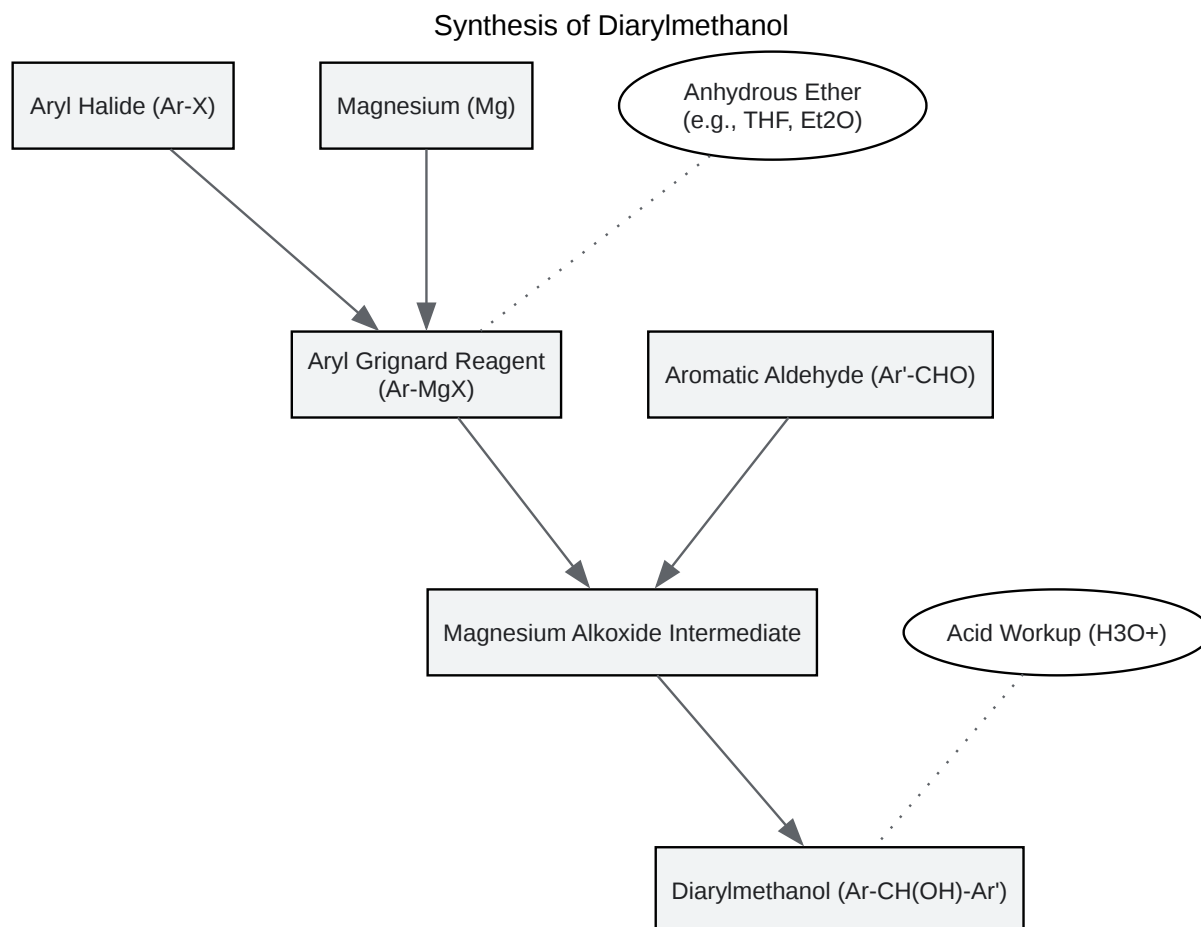 Synthesis of Diarylmethanol
Aryl Halide (Ar-X)
Magnesium (Mg)
Anhydrous Ether
(e.g., THF, Et2O)
Aryl Grignard Reagent
(Ar-MgX)
Aromatic Aldehyde (Ar'-CHO)
Magnesium Alkoxide Intermediate
Acid Workup (H3O+)
Diarylmethanol (Ar-CH(OH)-Ar')